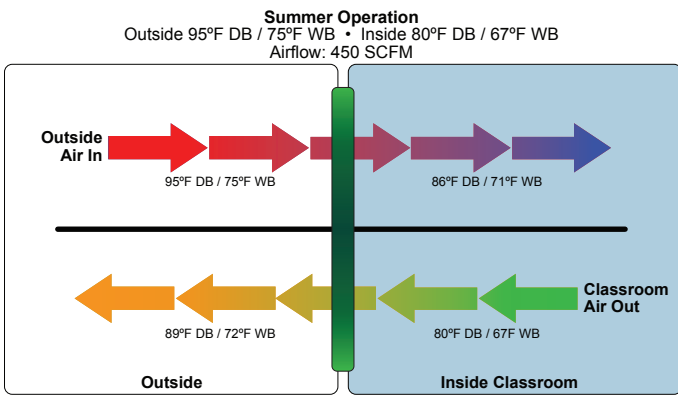 Summer Operation
Outside 95ºF DB / 75ºF WB • Inside 80ºF DB / 67ºF WB
Airflow: 450 SCFM
Outside
Air In
95ºF DB / 75ºF WB
86ºF DB / 71ºF WB
Classroom
Air Out
89ºF DB / 72ºF WB
80ºF DB / 67F WB
Outside
Inside Classroom